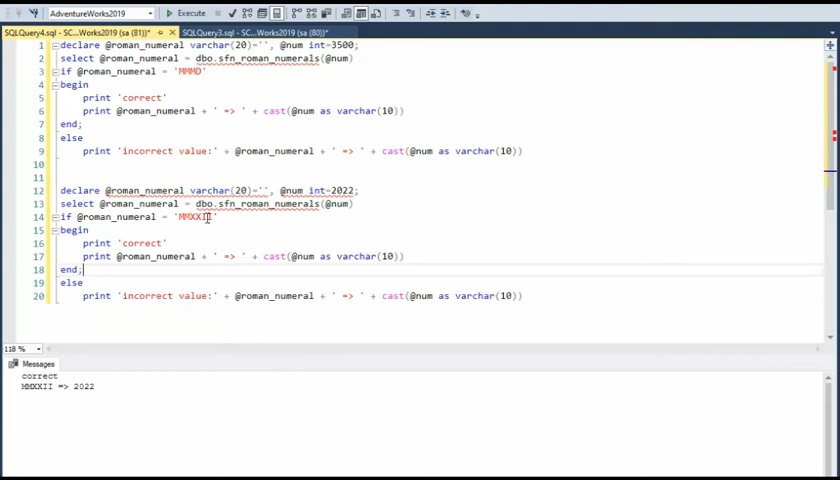 AdventureWorks2019 Execute
SQLQuery4.sql - SC...Works2019 (sa (81))* SQLQuery3.sql - SC...Works2019 (sa (80))*
1 declare @roman_numeral varchar(20)='', @num int=3500;
2 select @roman_numeral = dbo.sfn_roman_numerals(@num)
3 if @roman_numeral = 'MMMD'
4 begin
5 print 'correct'
6 print @roman_numeral + ' => ' + cast(@num as varchar(10))
7 end;
8 else
9 print 'incorrect value:' + @roman_numeral + ' => ' + cast(@num as varchar(10))
10
11
12 declare @roman_numeral varchar(20)='', @num int=2022;
13 select @roman_numeral = dbo.sfn_roman_numerals(@num)
14 if @roman_numeral = 'MMXXII'
15 begin
16 print 'correct'
17 print @roman_numeral + ' => ' + cast(@num as varchar(10))
18 end;
19 else
20 print 'incorrect value:' + @roman_numeral + ' => ' + cast(@num as varchar(10))
118 %
Messages
correct
MMXXII => 2022